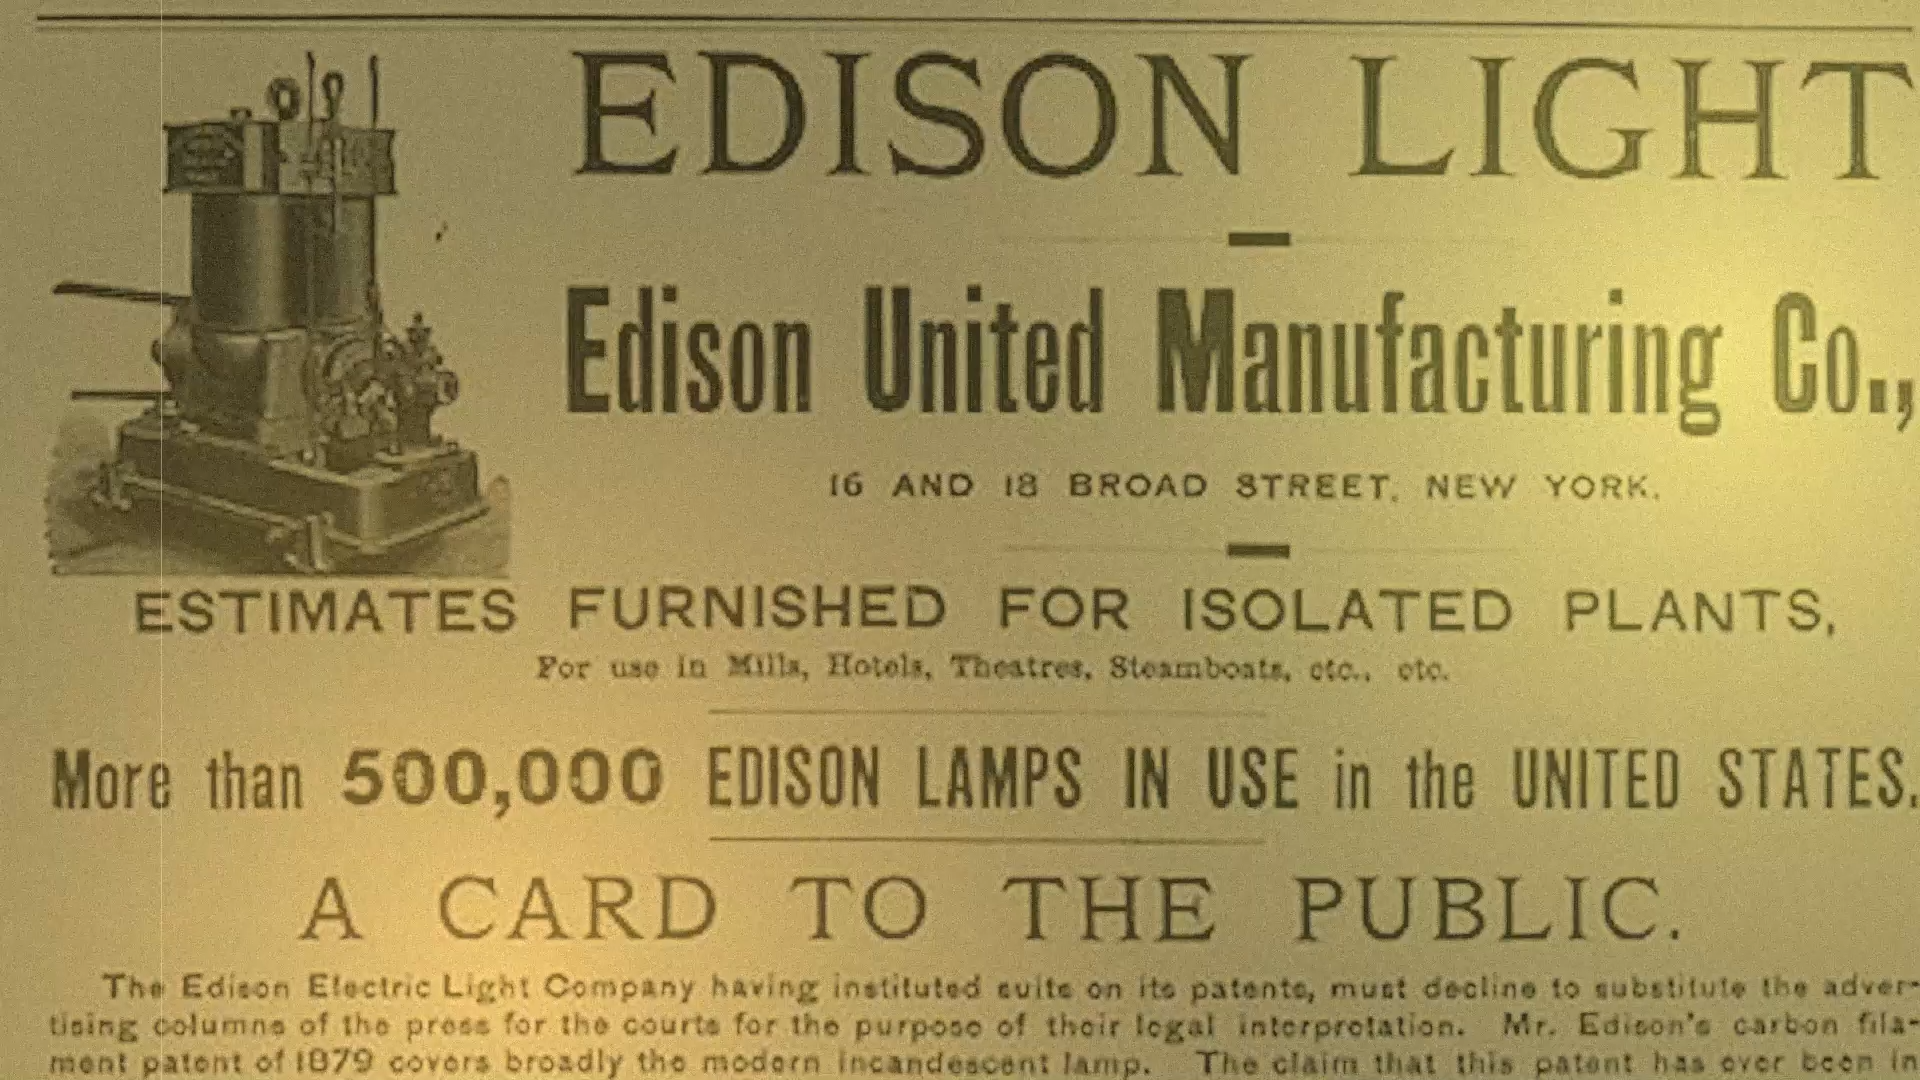 EDISON LIGHT
Edison United Manufacturing Co.,
16 AND 18 BROAD STREET, NEW YORK.
ESTIMATES FURNISHED FOR ISOLATED PLANTS,
For use in Mills, Hotels, Theatres, Steamboats, etc., etc.
More than 500,000 EDISON LAMPS IN USE in the UNITED STATES.
A CARD TO THE PUBLIC.
The Edison Electric Light Company having instituted suits on its patents, must decline to substitute the adver-
tising columns of the press for the courts for the purpose of their legal interpretation. Mr. Edison's carbon fila-
ment patent of 1879 covers broadly the modern incandescent lamp. The claim that this patent has ever been in